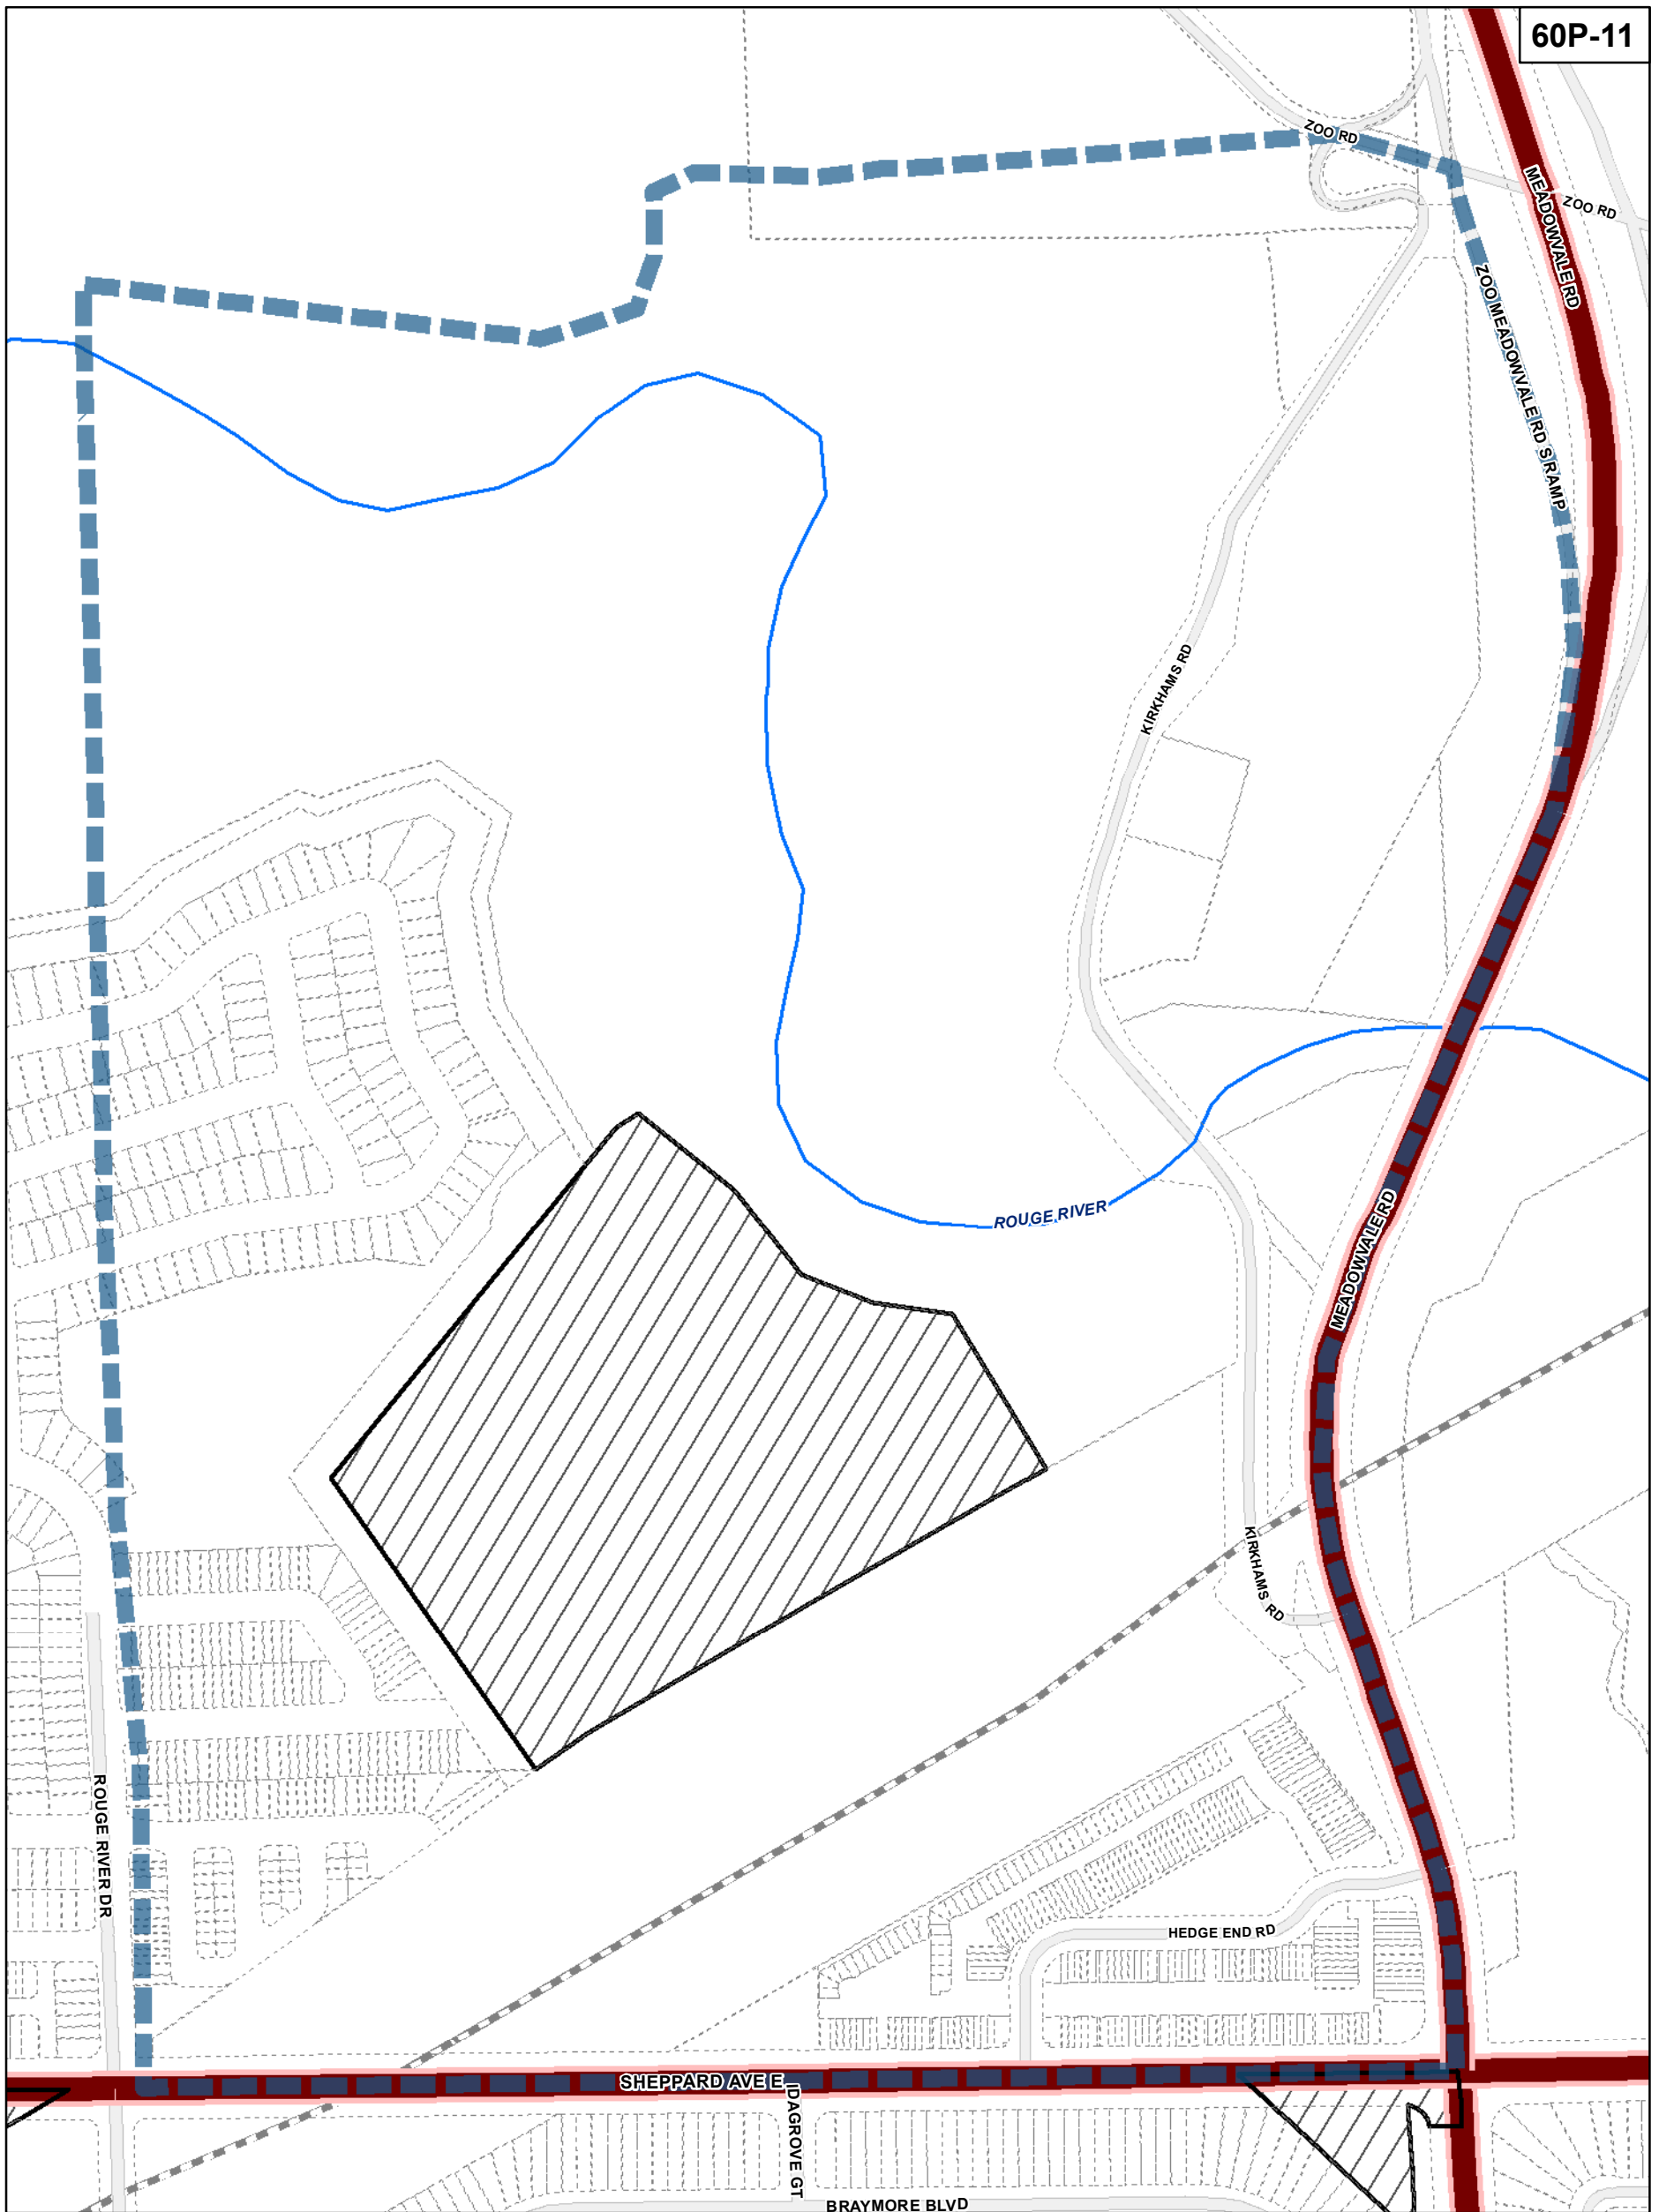 60P-11
ZOO RD
MEADOWVALE RD
ZOO RD
ZOO MEADOWVALE RD S RAMP
KIRKHAMS RD
MEADOWVALE RD
ROUGE RIVER
KIRKHAMS RD
ROUGE RIVER DR
HEDGE END RD
SHEPPARD AVE E
IDAGROVE GT
BRAYMORE BLVD